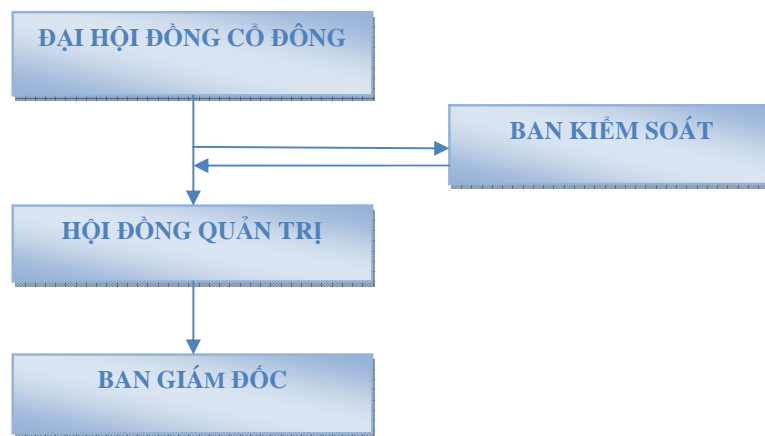 ĐẠI HỘI ĐỒNG CỔ ĐÔNG
BAN KIỂM SOÁT
HỘI ĐỒNG QUẢN TRỊ
BAN GIÁM ĐỐC